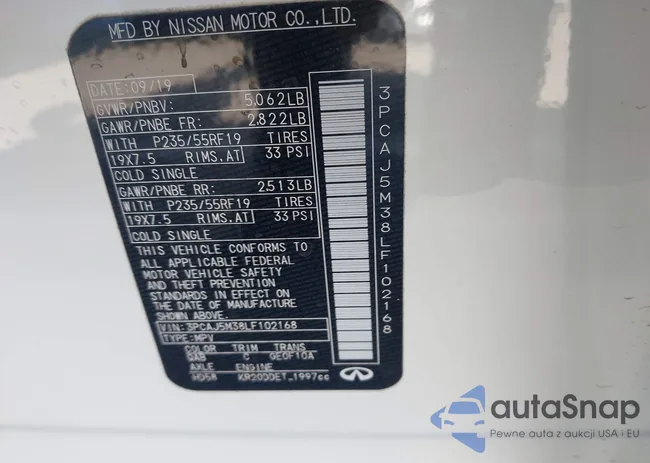 MFD BY NISSAN MOTOR CO.,LTD.
DATE: 09/19
GVWR/PNBV: 5.062LB
GAWR/PNBE FR: 2.822LB
WITH P235/55RF19 TIRES
19X7.5 RIMS.AT 33 PSI
COLD SINGLE
GAWR/PNBE RR: 2513LB
WITH P235/55RF19 TIRES
19X7.5 RIMS.AT 33 PSI
COLD SINGLE
THIS VEHICLE CONFORMS TO
ALL APPLICABLE FEDERAL
MOTOR VEHICLE SAFETY
AND THEFT PREVENTION
STANDARDS IN EFFECT ON
THE DATE OF MANUFACTURE
SHOWN ABOVE.
VIN: 3PCAJ5M38LF102168
TYPE: MPV
COLOR TRIM TRANS
GAB C GE0F10A
AXLE ENGINE
HD58 KR20DDET 1997cc
3PCAJ5M38LF102168
autaSnap
Pewne auta z aukcji USA i EU